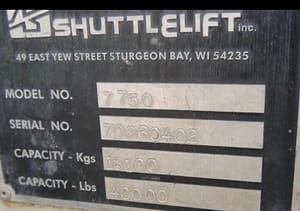 SHUTTLELIFT inc.
49 EAST YEW STREET STURGEON BAY, WI 54235
MODEL NO. 7750
SERIAL NO. 70280402
CAPACITY - Kgs 18000
CAPACITY - Lbs 40000